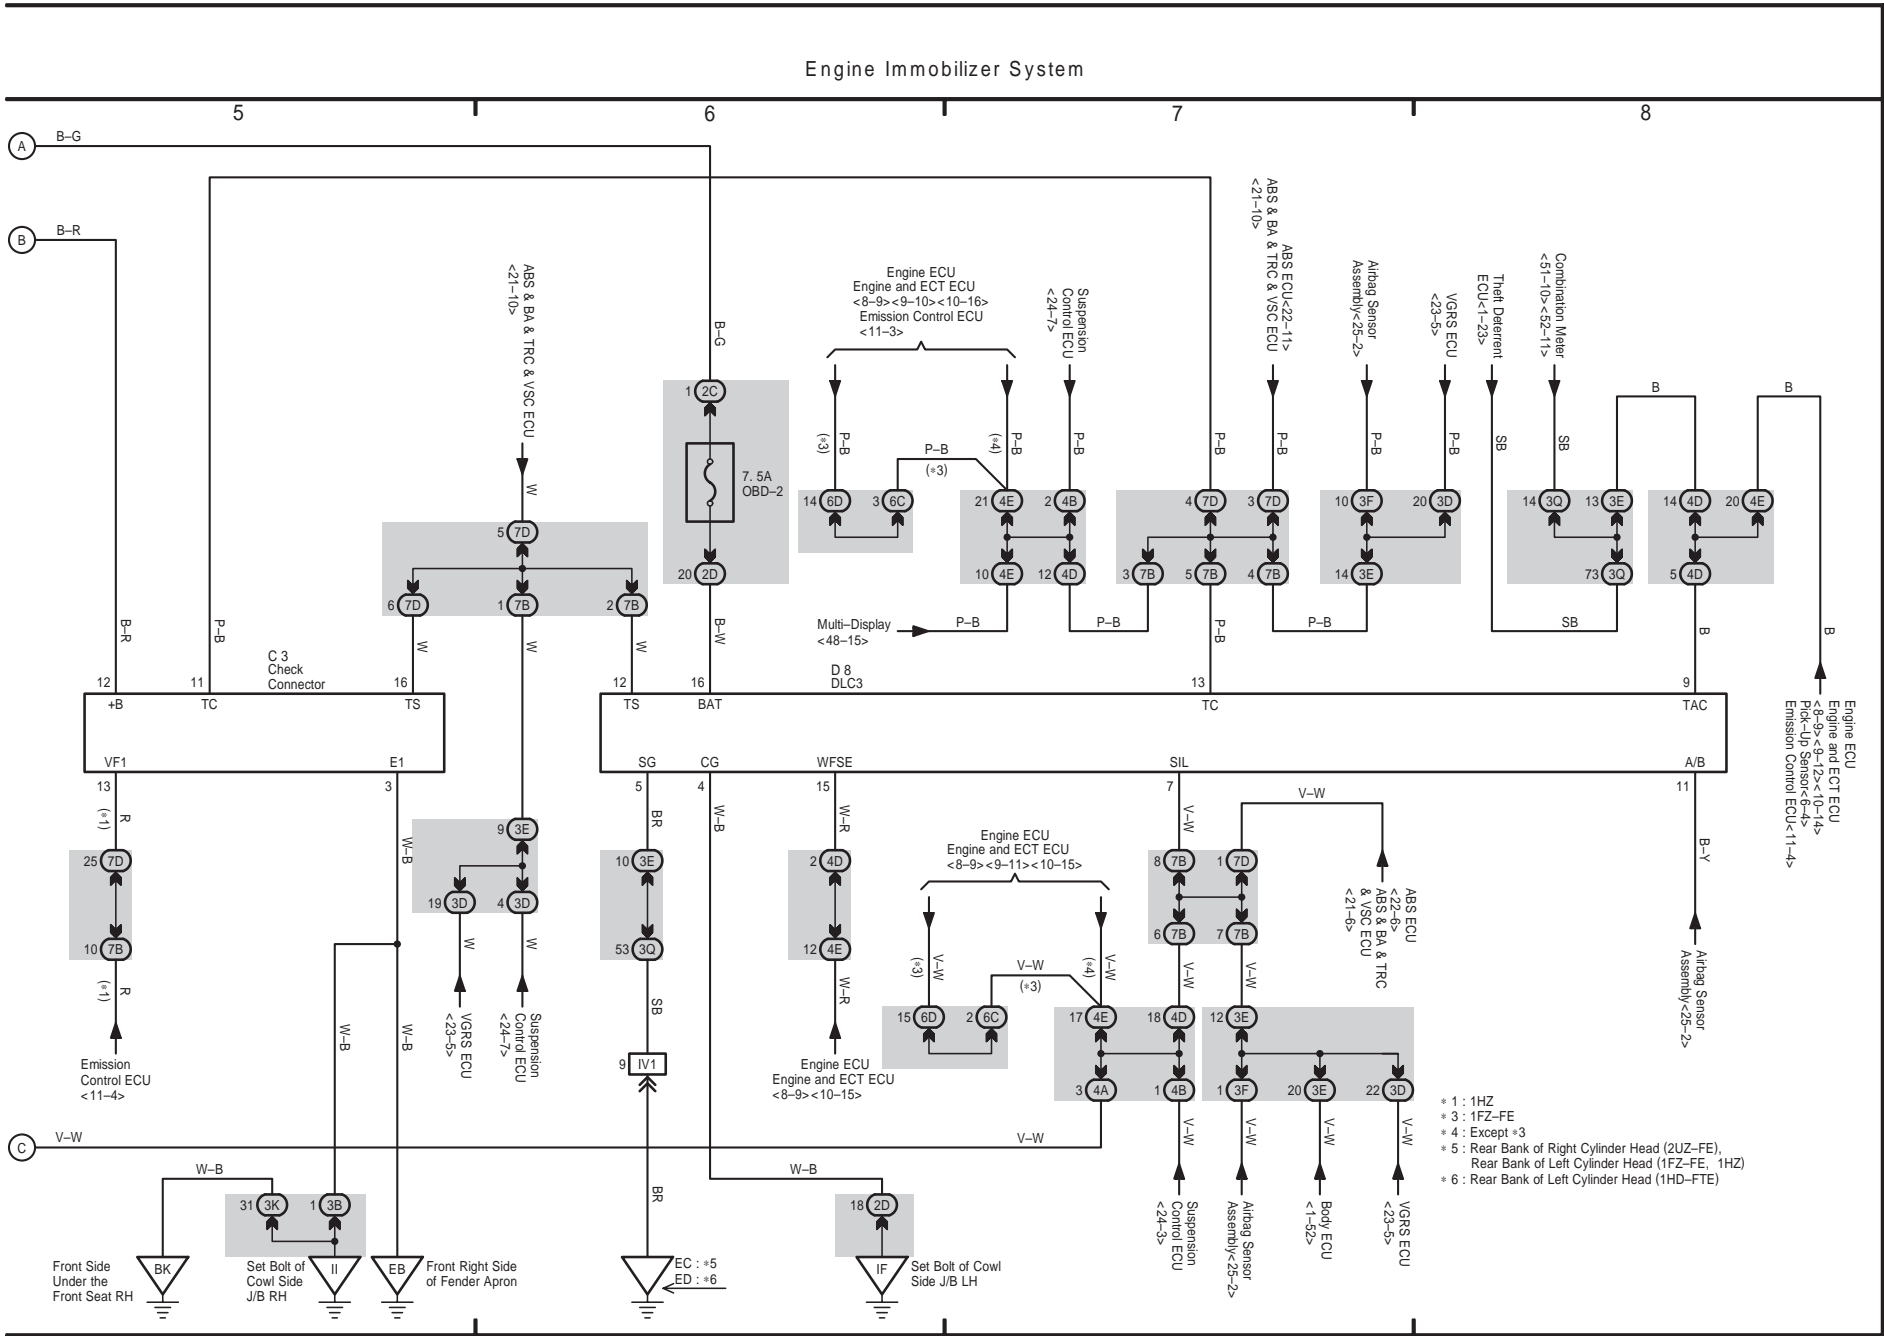 Engine Immobilizer System
5
6
7
8
A
B–G
B
B–R
ABS & BA & TRC & VSC ECU
<21–10>
W
5 7D
6 7D
1 7B
2 7B
W
W
W
B–R
P–B
B–G
1 2C
7. 5A
OBD–2
20 2D
B–W
Engine ECU
Engine and ECT ECU
<8–9><9–10><10–16>
Emission Control ECU
<11–3>
Suspension
Control ECU
<24–7>
P–B
(*3)
P–B
(*3)
P–B
(*4)
P–B
14 6D
3 6C
21 4E
2 4B
10 4E
12 4D
Multi–Display
<48–15>
P–B
P–B
P–B
ABS ECU<22–11>
ABS & BA & TRC & VSC ECU
<21–10>
P–B
4 7D
3 7D
3 7B
5 7B
4 7B
P–B
P–B
Airbag Sensor
Assembly<25–2>
VGRS ECU
<23–5>
P–B
P–B
10 3F
20 3D
14 3E
Theft Deterrent
ECU<1–23>
Combination Meter
<51–10><52–11>
SB
SB
B
B
14 3Q
13 3E
14 4D
20 4E
73 3Q
5 4D
SB
B
B
Engine ECU
Engine and ECT ECU
<8–9><9–12><10–14>
Pick–Up Sensor<6–4>
Emission Control ECU<11–4>
C 3
Check
Connector
12
11
16
+B
TC
TS
VF1
E1
13
3
D 8
DLC3
12
16
13
9
TS
BAT
TC
TAC
SG
CG
WFSE
SIL
A/B
5
4
15
7
11
R
(*1)
25 7D
10 7B
R
(*1)
Emission
Control ECU
<11–4>
W–B
W–B
W–B
9 3E
19 3D
4 3D
W
W
VGRS ECU
<23–5>
Suspension
Control ECU
<24–7>
BR
10 3E
53 3Q
SB
9 IV1
BR
W–B
W–R
2 4D
12 4E
W–R
Engine ECU
Engine and ECT ECU
<8–9><10–15>
Engine ECU
Engine and ECT ECU
<8–9><9–11><10–15>
V–W
(*3)
V–W
(*3)
V–W
(*4)
15 6D
2 6C
17 4E
18 4D
3 4A
1 4B
V–W
V–W
8 7B
1 7D
6 7B
7 7B
V–W
V–W
ABS ECU
<22–6>
ABS & BA & TRC
& VSC ECU
<21–6>
12 3E
1 3F
20 3E
22 3D
V–W
V–W
V–W
V–W
Suspension
Control ECU
<24–3>
Airbag Sensor
Assembly<25–2>
Body ECU
<1–52>
VGRS ECU
<23–5>
B–Y
Airbag Sensor
Assembly<25–2>
C
V–W
V–W
* 1 : 1HZ
* 3 : 1FZ–FE
* 4 : Except *3
* 5 : Rear Bank of Right Cylinder Head (2UZ–FE),
Rear Bank of Left Cylinder Head (1FZ–FE, 1HZ)
* 6 : Rear Bank of Left Cylinder Head (1HD–FTE)
W–B
31 3K
1 3B
W–B
18 2D
Front Side
Under the
Front Seat RH
BK
Set Bolt of
Cowl Side
J/B RH
II
EB
Front Right Side
of Fender Apron
EC : *5
ED : *6
IF
Set Bolt of Cowl
Side J/B LH